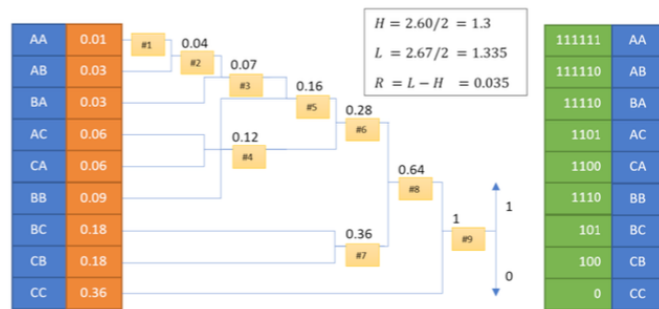 H = 2.60/2 = 1.3
L = 2.67/2 = 1.335
R = L − H = 0.035
AA 0.01 #1 111111 AA
0.04
AB 0.03 #2 111110 AB
0.07
BA 0.03 #3 11110 BA
0.16
#5
AC 0.06 1101 AC
0.28
#6
0.12
CA 0.06 #4 1100 CA
0.64
#8
BB 0.09 1110 BB
1
BC 0.18 101 BC
0.36
1
#9
CB 0.18 #7 100 CB
0
CC 0.36 0 CC